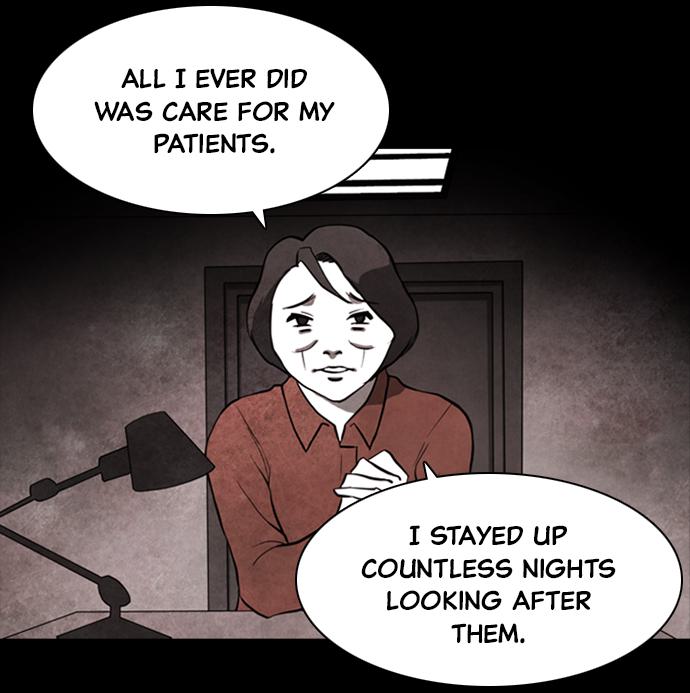 ALL I EVER DID
WAS CARE FOR MY
PATIENTS.
I STAYED UP
COUNTLESS NIGHTS
LOOKING AFTER
THEM.